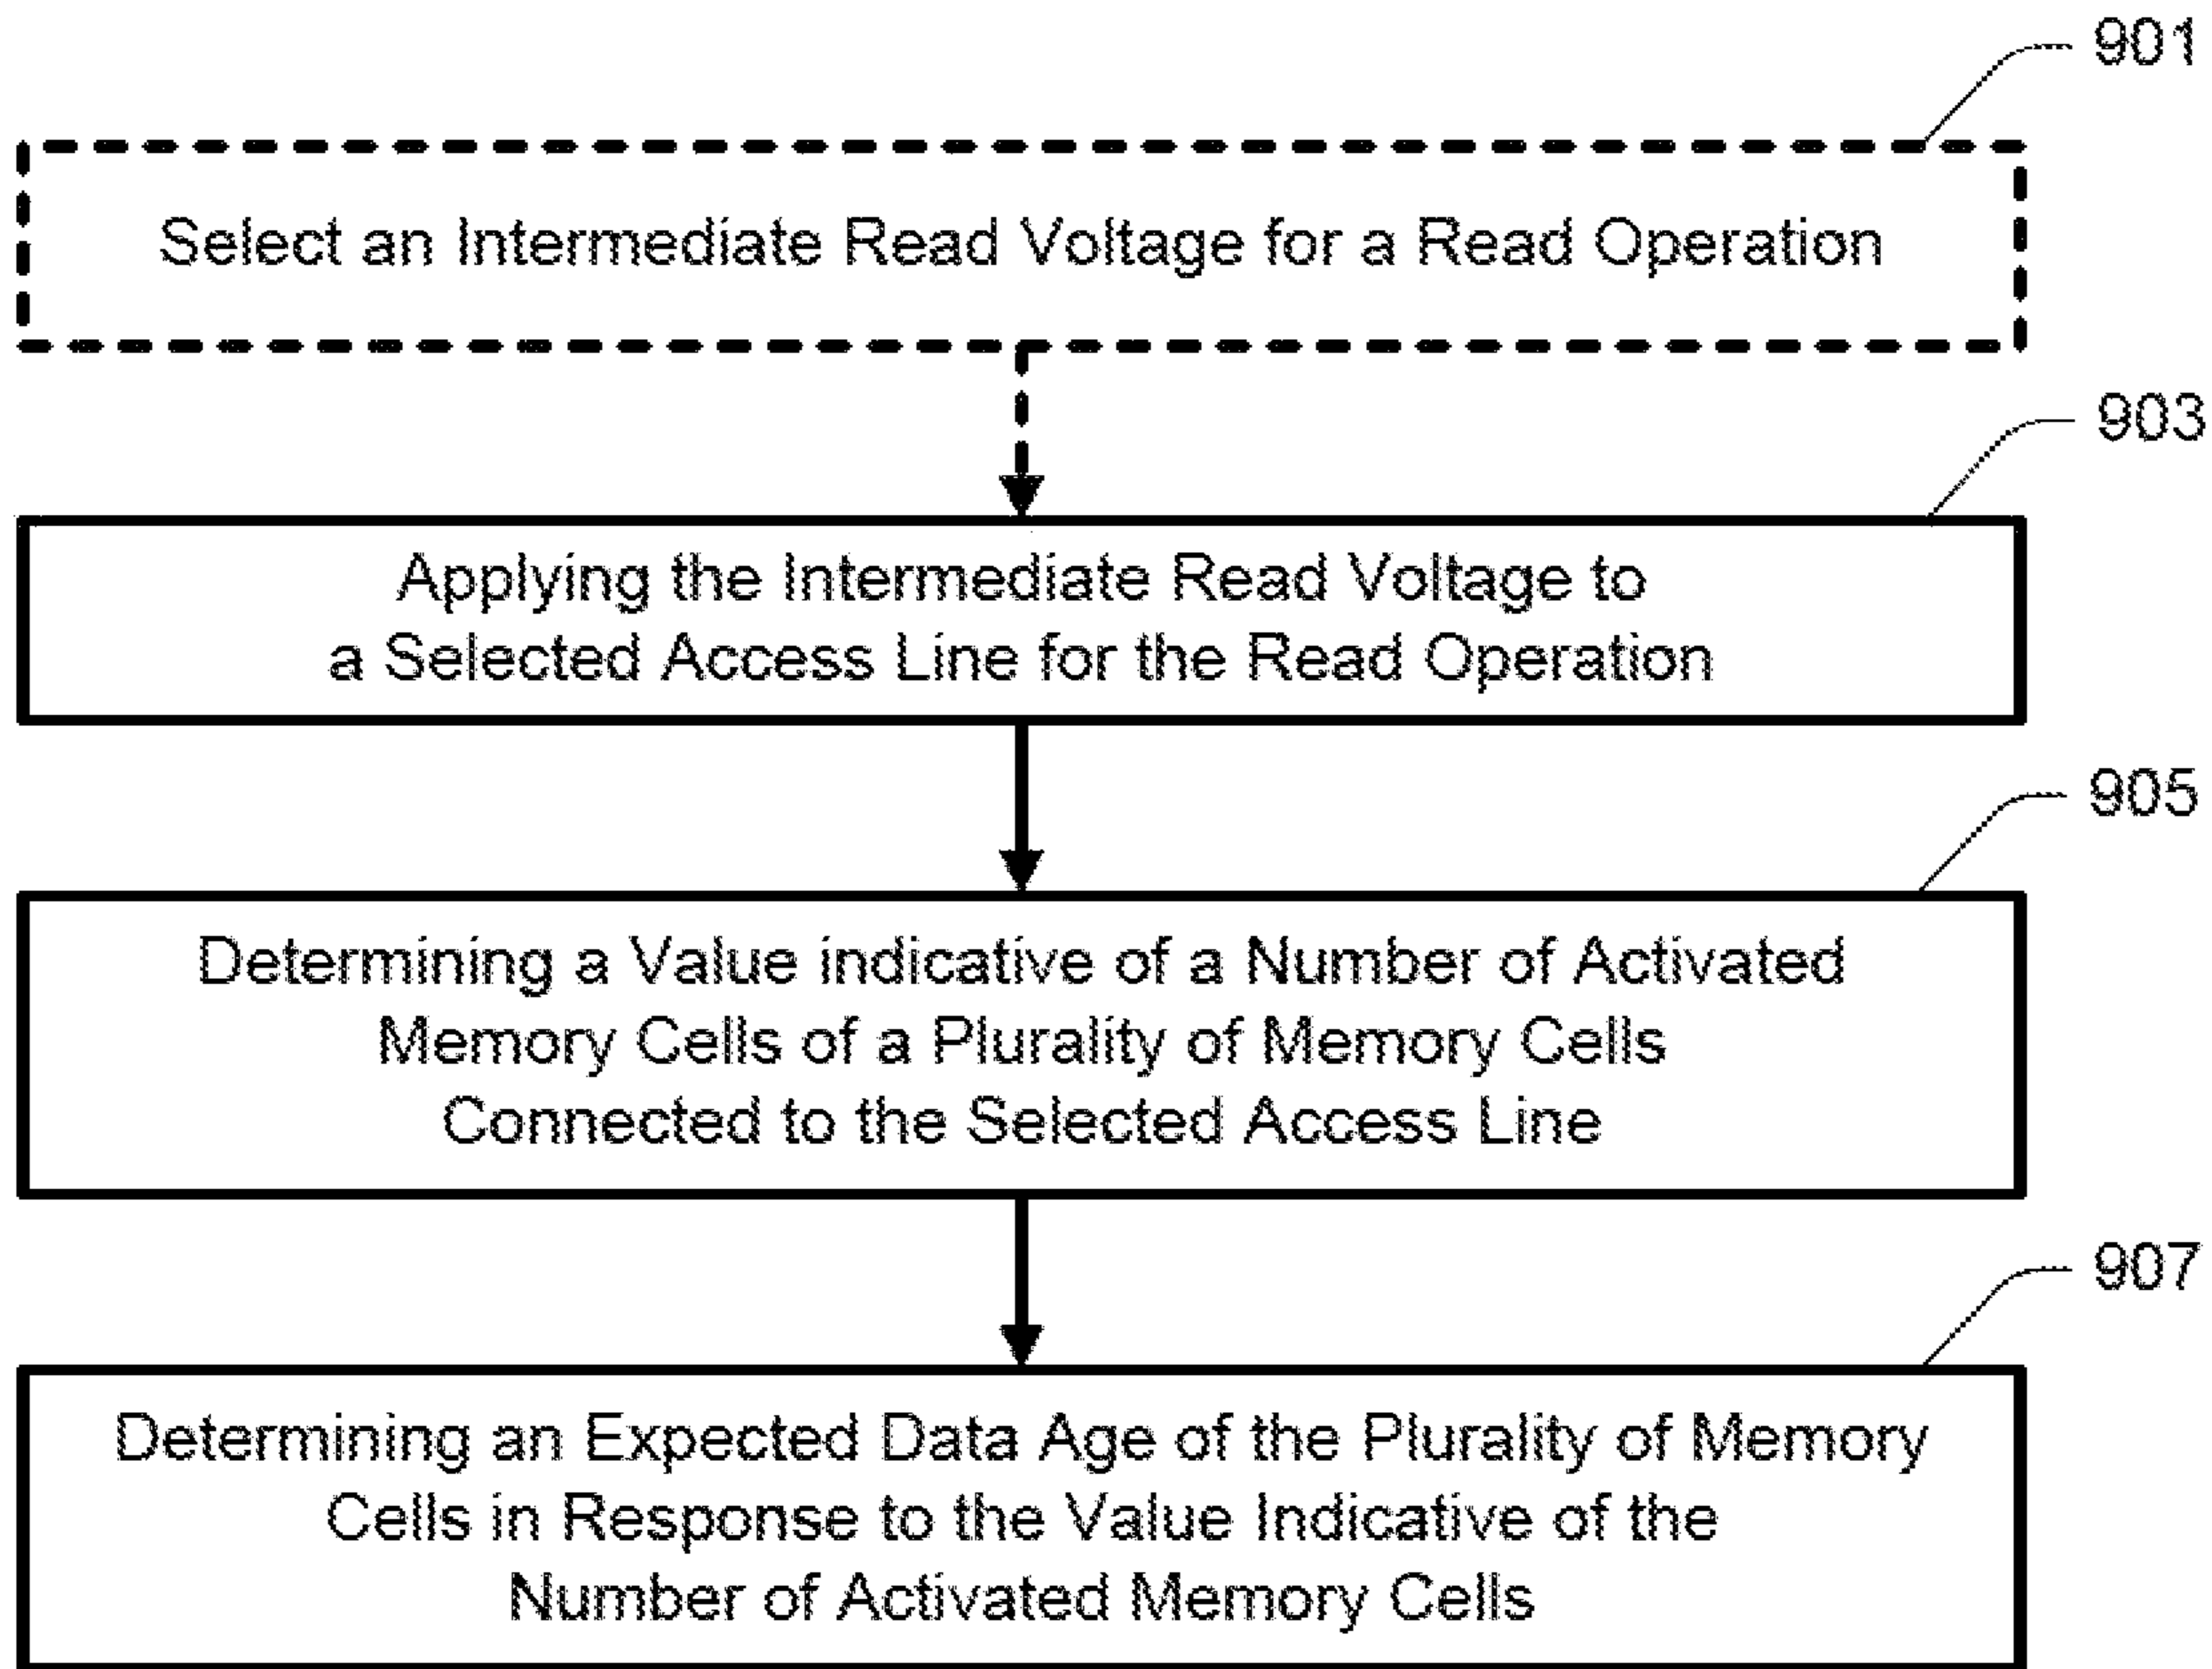 901
Select an Intermediate Read Voltage for a Read Operation
903
Applying the Intermediate Read Voltage to
a Selected Access Line for the Read Operation
905
Determining a Value indicative of a Number of Activated
Memory Cells of a Plurality of Memory Cells
Connected to the Selected Access Line
907
Determining an Expected Data Age of the Plurality of Memory
Cells in Response to the Value Indicative of the
Number of Activated Memory Cells